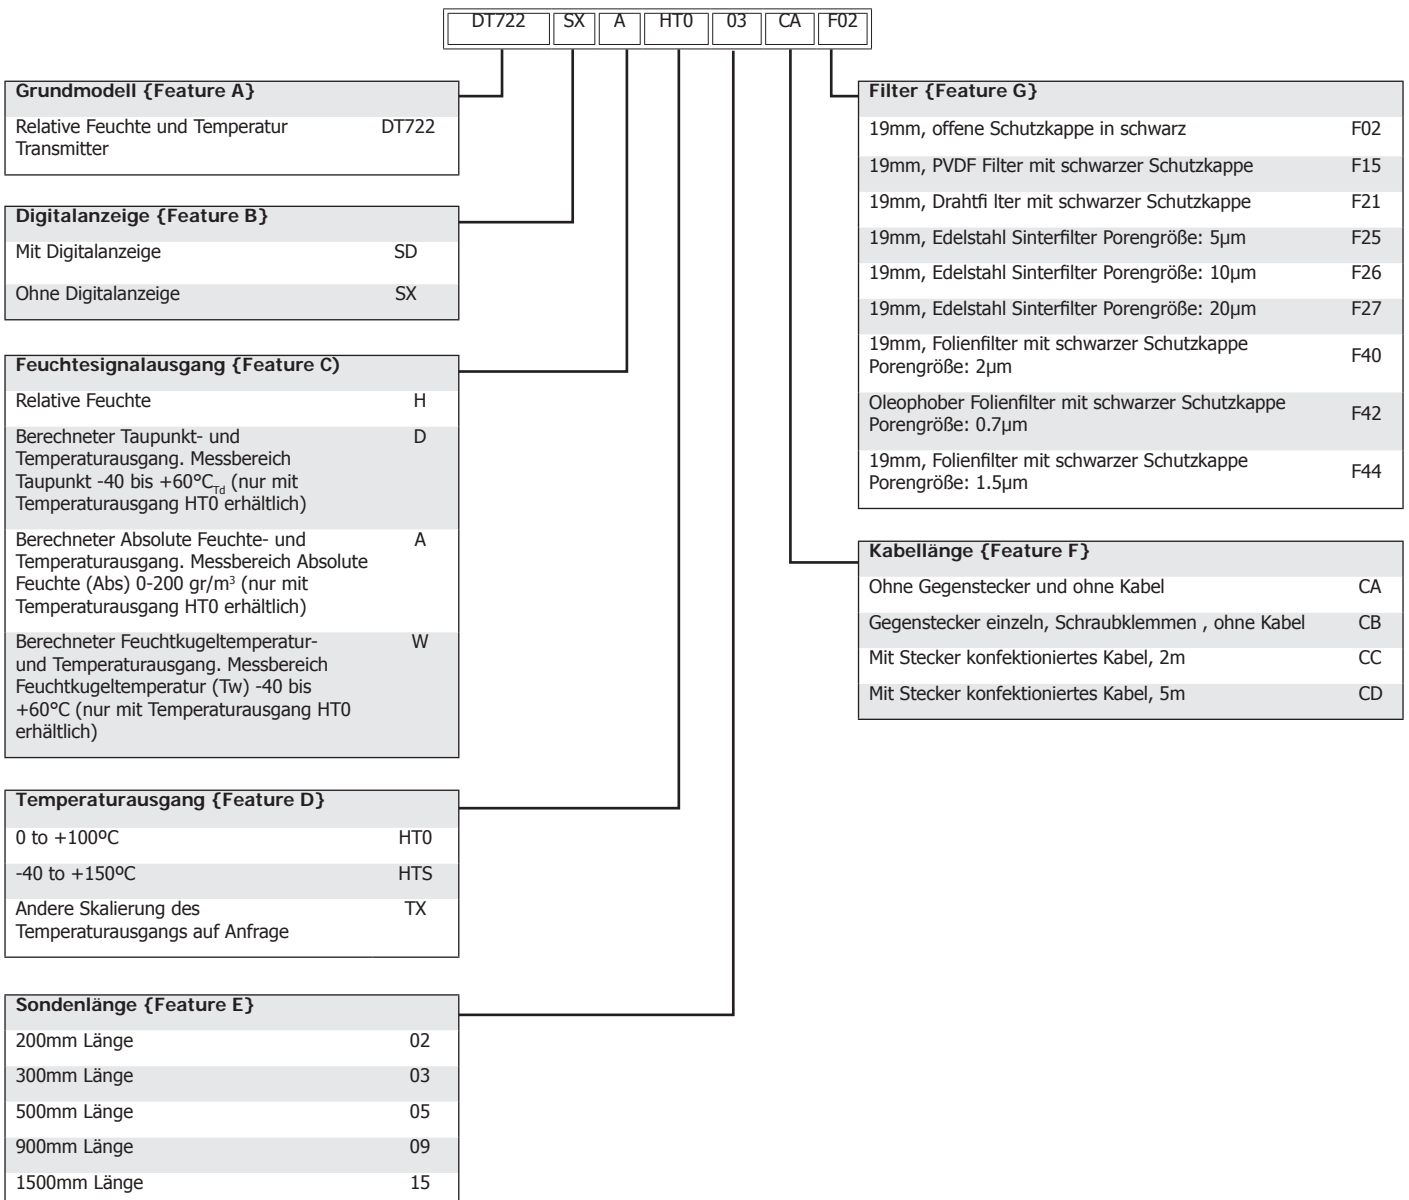 DT722 SX A HT0 03 CA F02
Grundmodell {Feature A}
Relative Feuchte und Temperatur DT722
Transmitter
Digitalanzeige {Feature B}
Mit Digitalanzeige SD
Ohne Digitalanzeige SX
Feuchtesignalausgang {Feature C)
Relative Feuchte H
Berechneter Taupunkt- und D
Temperaturausgang. Messbereich
Taupunkt -40 bis +60°C Td (nur mit
Temperaturausgang HT0 erhältlich)
Berechneter Absolute Feuchte- und A
Temperaturausgang. Messbereich Absolute
Feuchte (Abs) 0-200 gr/m³ (nur mit
Temperaturausgang HT0 erhältlich)
Berechneter Feuchtkugeltemperatur- W
und Temperaturausgang. Messbereich
Feuchtkugeltemperatur (Tw) -40 bis
+60°C (nur mit Temperaturausgang HT0
erhältlich)
Temperaturausgang {Feature D}
0 to +100ºC HT0
-40 to +150ºC HTS
Andere Skalierung des TX
Temperaturausgangs auf Anfrage
Sondenlänge {Feature E}
200mm Länge 02
300mm Länge 03
500mm Länge 05
900mm Länge 09
1500mm Länge 15
Filter {Feature G}
19mm, offene Schutzkappe in schwarz F02
19mm, PVDF Filter mit schwarzer Schutzkappe F15
19mm, Drahtfi lter mit schwarzer Schutzkappe F21
19mm, Edelstahl Sinterfilter Porengröße: 5µm F25
19mm, Edelstahl Sinterfilter Porengröße: 10µm F26
19mm, Edelstahl Sinterfilter Porengröße: 20µm F27
19mm, Folienfilter mit schwarzer Schutzkappe F40
Porengröße: 2µm
Oleophober Folienfilter mit schwarzer Schutzkappe F42
Porengröße: 0.7µm
19mm, Folienfilter mit schwarzer Schutzkappe F44
Porengröße: 1.5µm
Kabellänge {Feature F}
Ohne Gegenstecker und ohne Kabel CA
Gegenstecker einzeln, Schraubklemmen , ohne Kabel CB
Mit Stecker konfektioniertes Kabel, 2m CC
Mit Stecker konfektioniertes Kabel, 5m CD